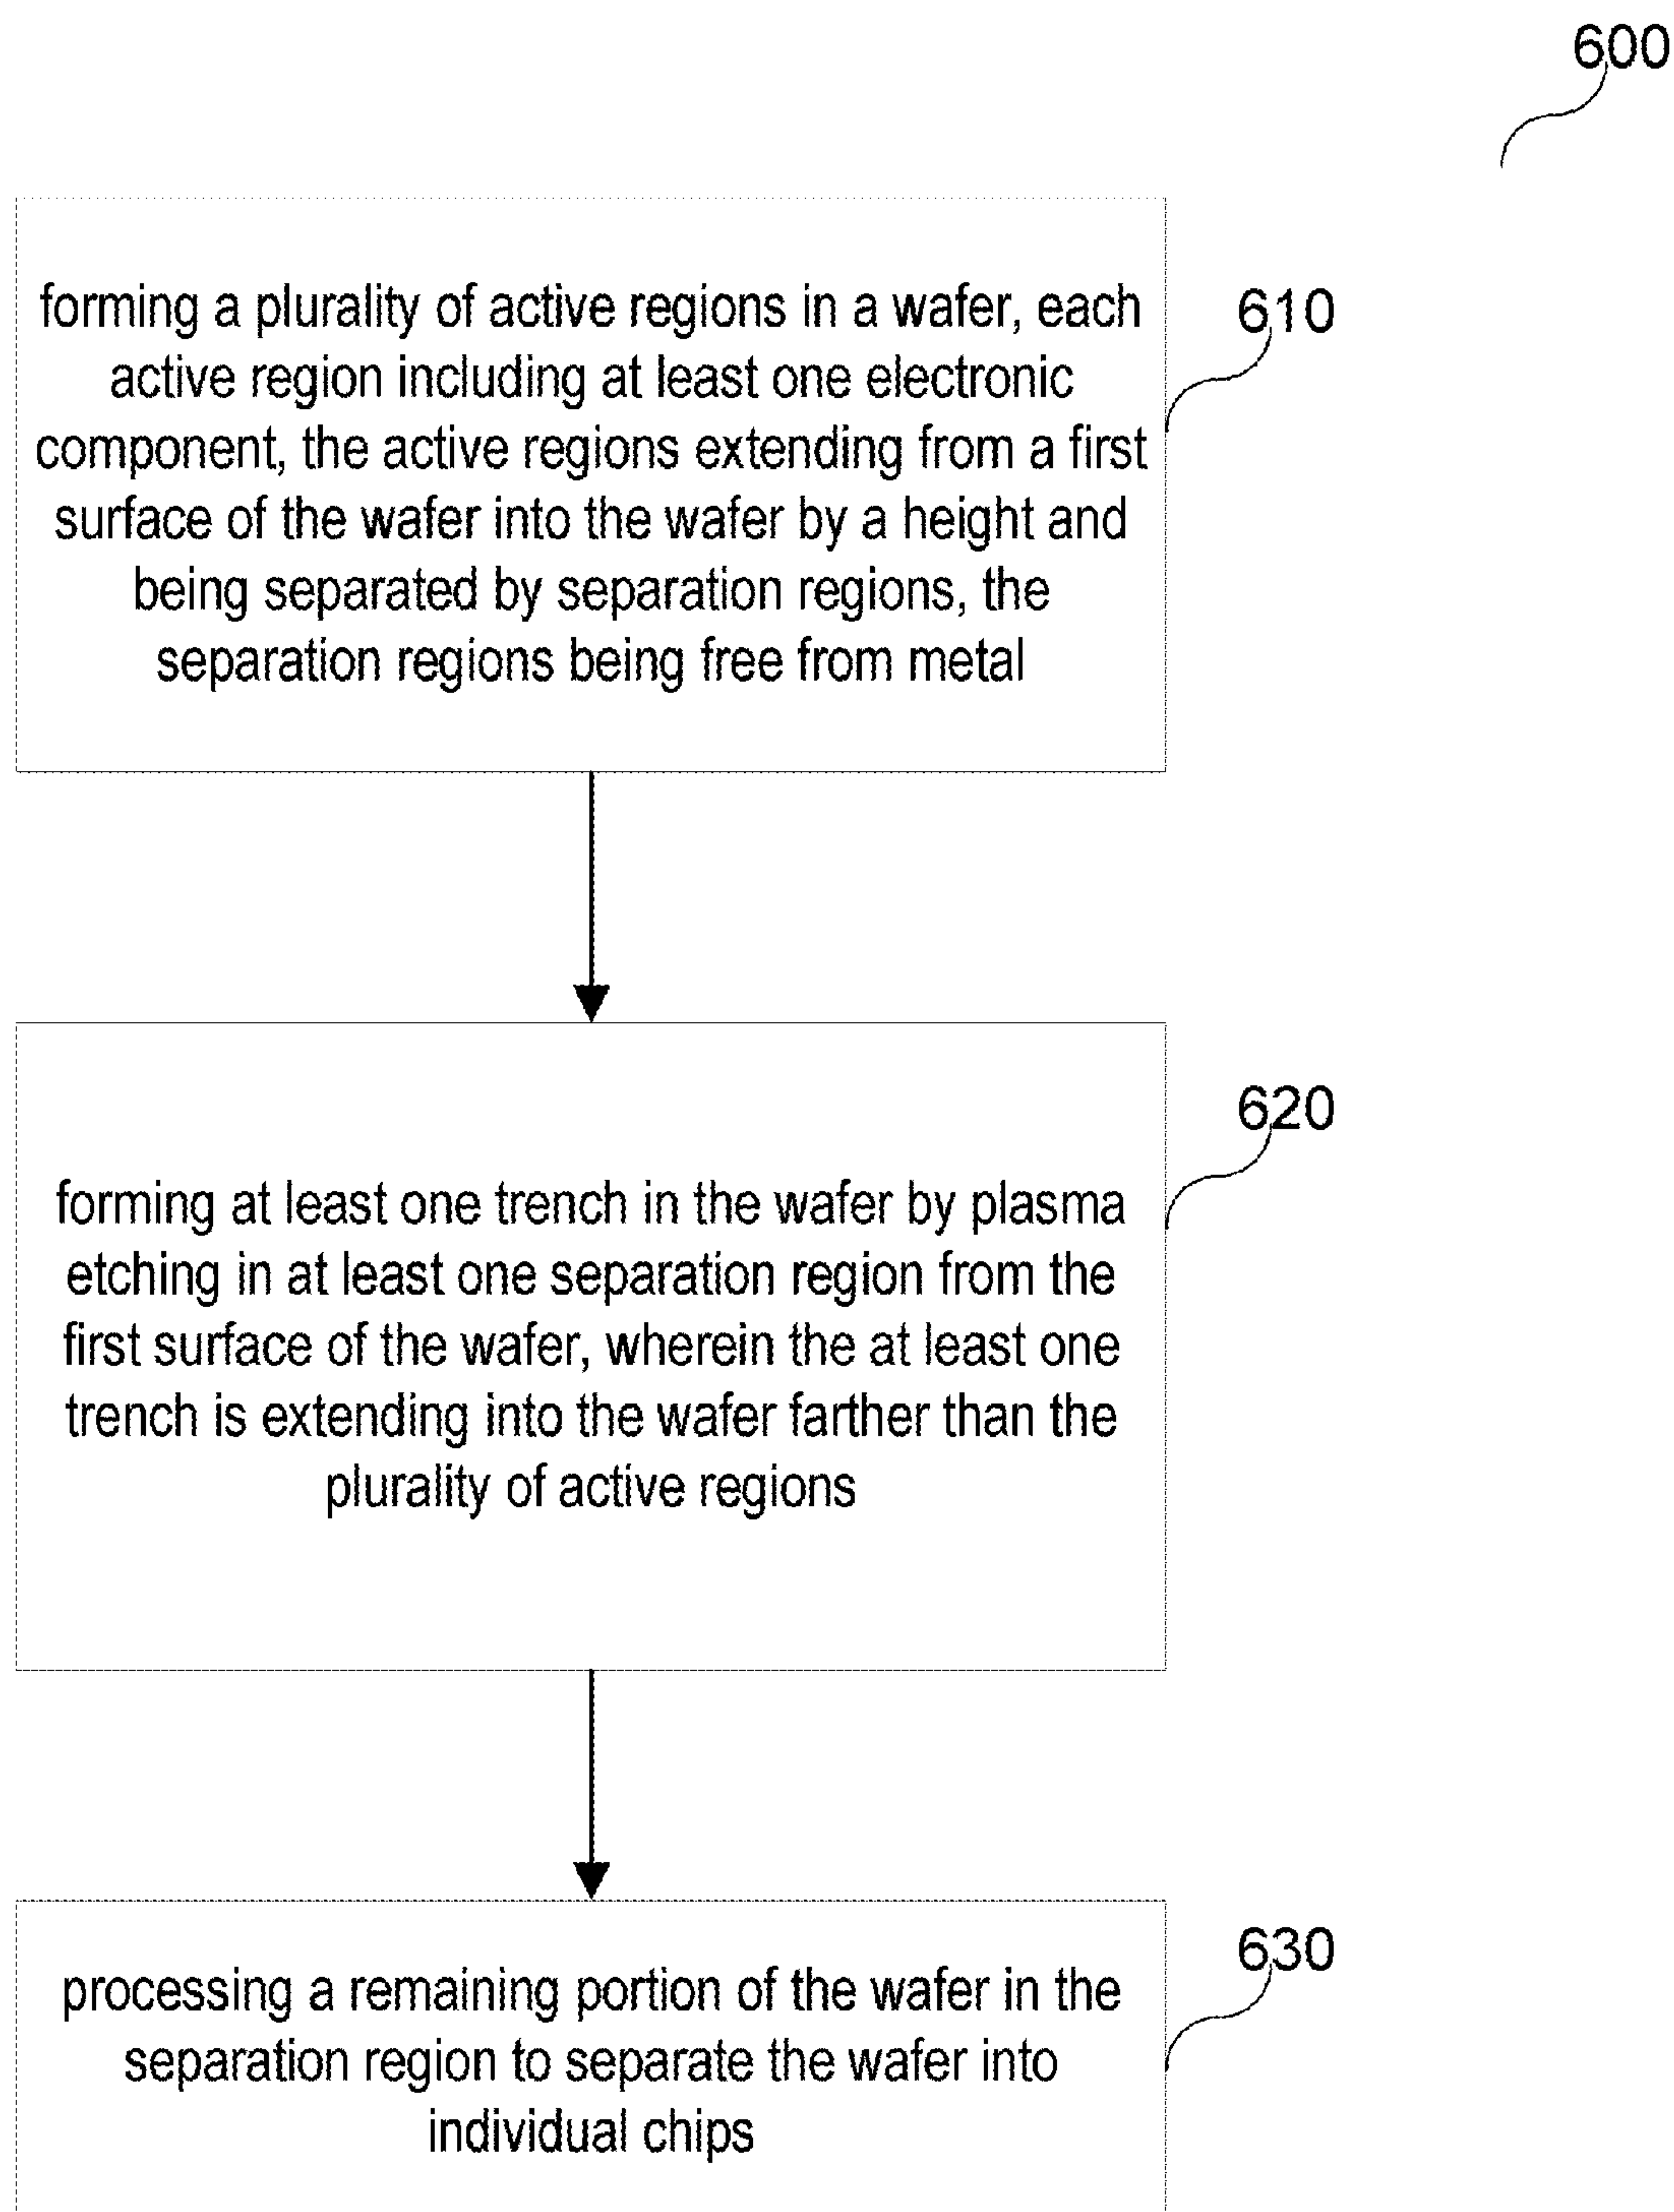 600
forming a plurality of active regions in a wafer, each
active region including at least one electronic
component, the active regions extending from a first
surface of the wafer into the wafer by a height and
being separated by separation regions, the
separation regions being free from metal
610
forming at least one trench in the wafer by plasma
etching in at least one separation region from the
first surface of the wafer, wherein the at least one
trench is extending into the wafer farther than the
plurality of active regions
620
processing a remaining portion of the wafer in the
separation region to separate the wafer into
individual chips
630